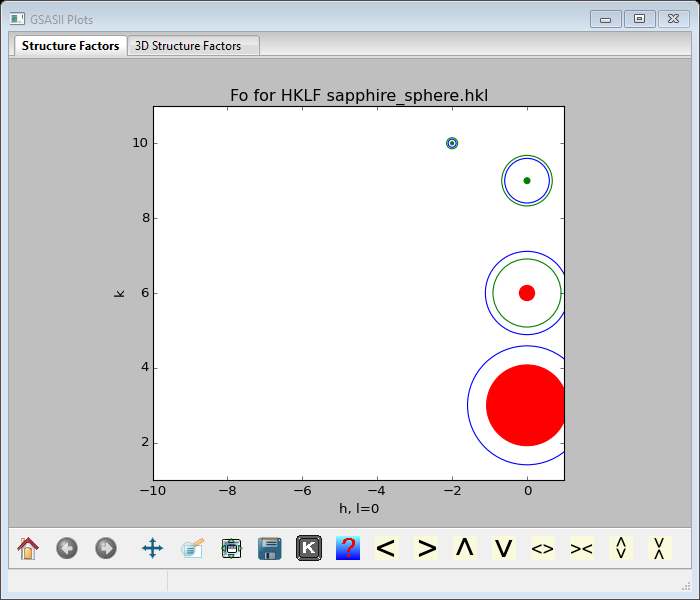 GSASII Plots
Structure Factors 3D Structure Factors
Fo for HKLF sapphire_sphere.hkl
10
8
6
4
2
k
−10 −8 −6 −4 −2 0
h, l=0
K ? < > Λ V <> ><